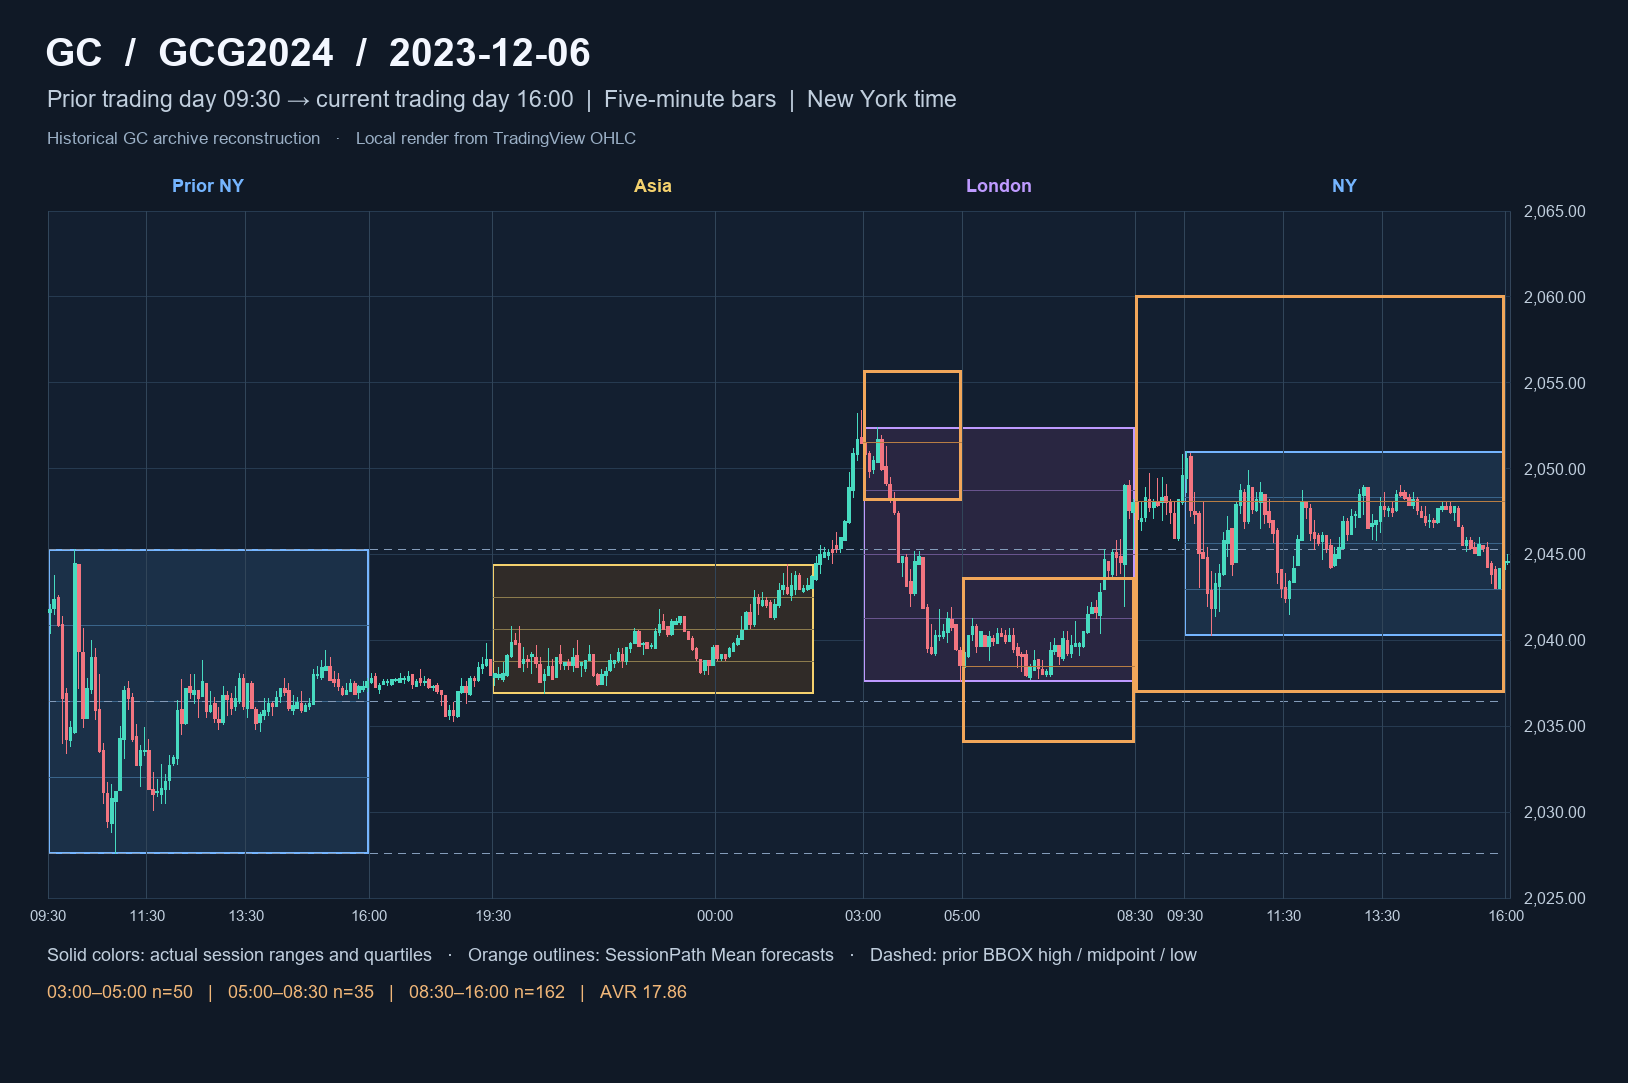 GC / GCG2024 / 2023-12-06
Prior trading day 09:30 → current trading day 16:00 | Five-minute bars | New York time
Historical GC archive reconstruction · Local render from TradingView OHLC
Prior NY Asia London NY
2,065.00
2,060.00
2,055.00
2,050.00
2,045.00
2,040.00
2,035.00
2,030.00
2,025.00
09:30 11:30 13:30 16:00 19:30 00:00 03:00 05:00 08:30 09:30 11:30 13:30 16:00
Solid colors: actual session ranges and quartiles · Orange outlines: SessionPath Mean forecasts · Dashed: prior BBOX high / midpoint / low
03:00–05:00 n=50 | 05:00–08:30 n=35 | 08:30–16:00 n=162 | AVR 17.86